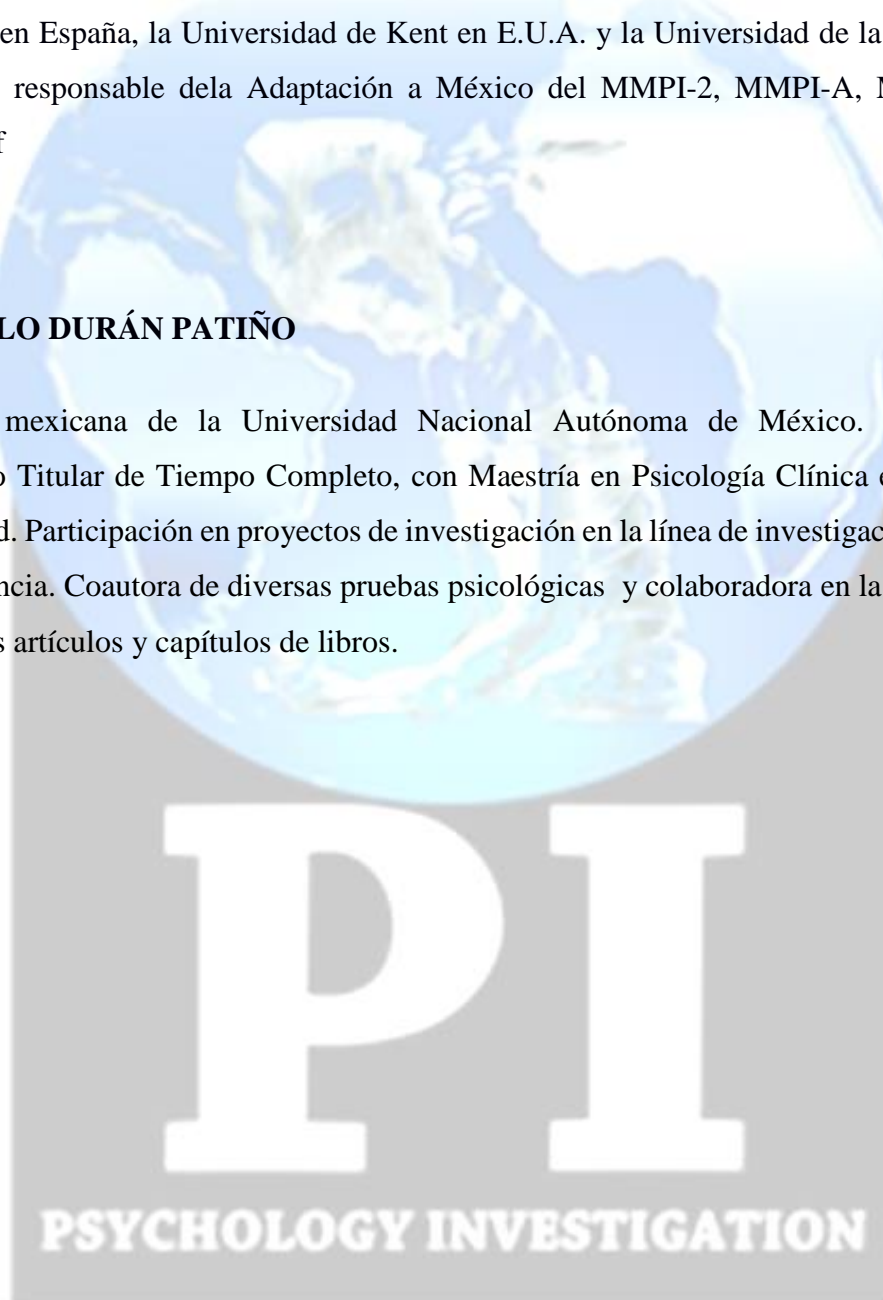 en España, la Universidad de Kent en E.U.A. y la Universidad de la
responsable dela Adaptación a México del MMPI-2, MMPI-A,
f
LO DURÁN PATIÑO
mexicana de la Universidad Nacional Autónoma de México.
o Titular de Tiempo Completo, con Maestría en Psicología Clínica
d. Participación en proyectos de investigación en la línea de
ncia. Coautora de diversas pruebas psicológicas y colaboradora en la
s artículos y capítulos de libros.
PI
PSYCHOLOGY INVESTIGATION